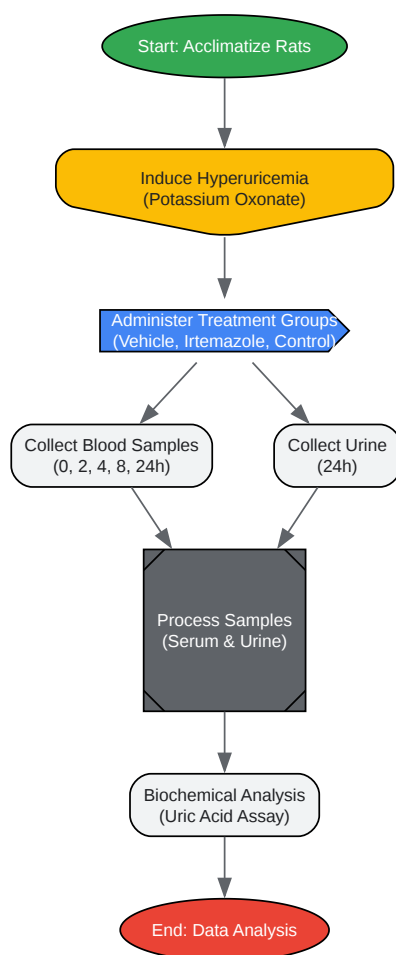 Start: Acclimatize Rats
Induce Hyperuricemia
(Potassium Oxonate)
Administer Treatment Groups
(Vehicle, Irtemazole, Control)
Collect Blood Samples
(0, 2, 4, 8, 24h)
Collect Urine
(24h)
Process Samples
(Serum & Urine)
Biochemical Analysis
(Uric Acid Assay)
End: Data Analysis